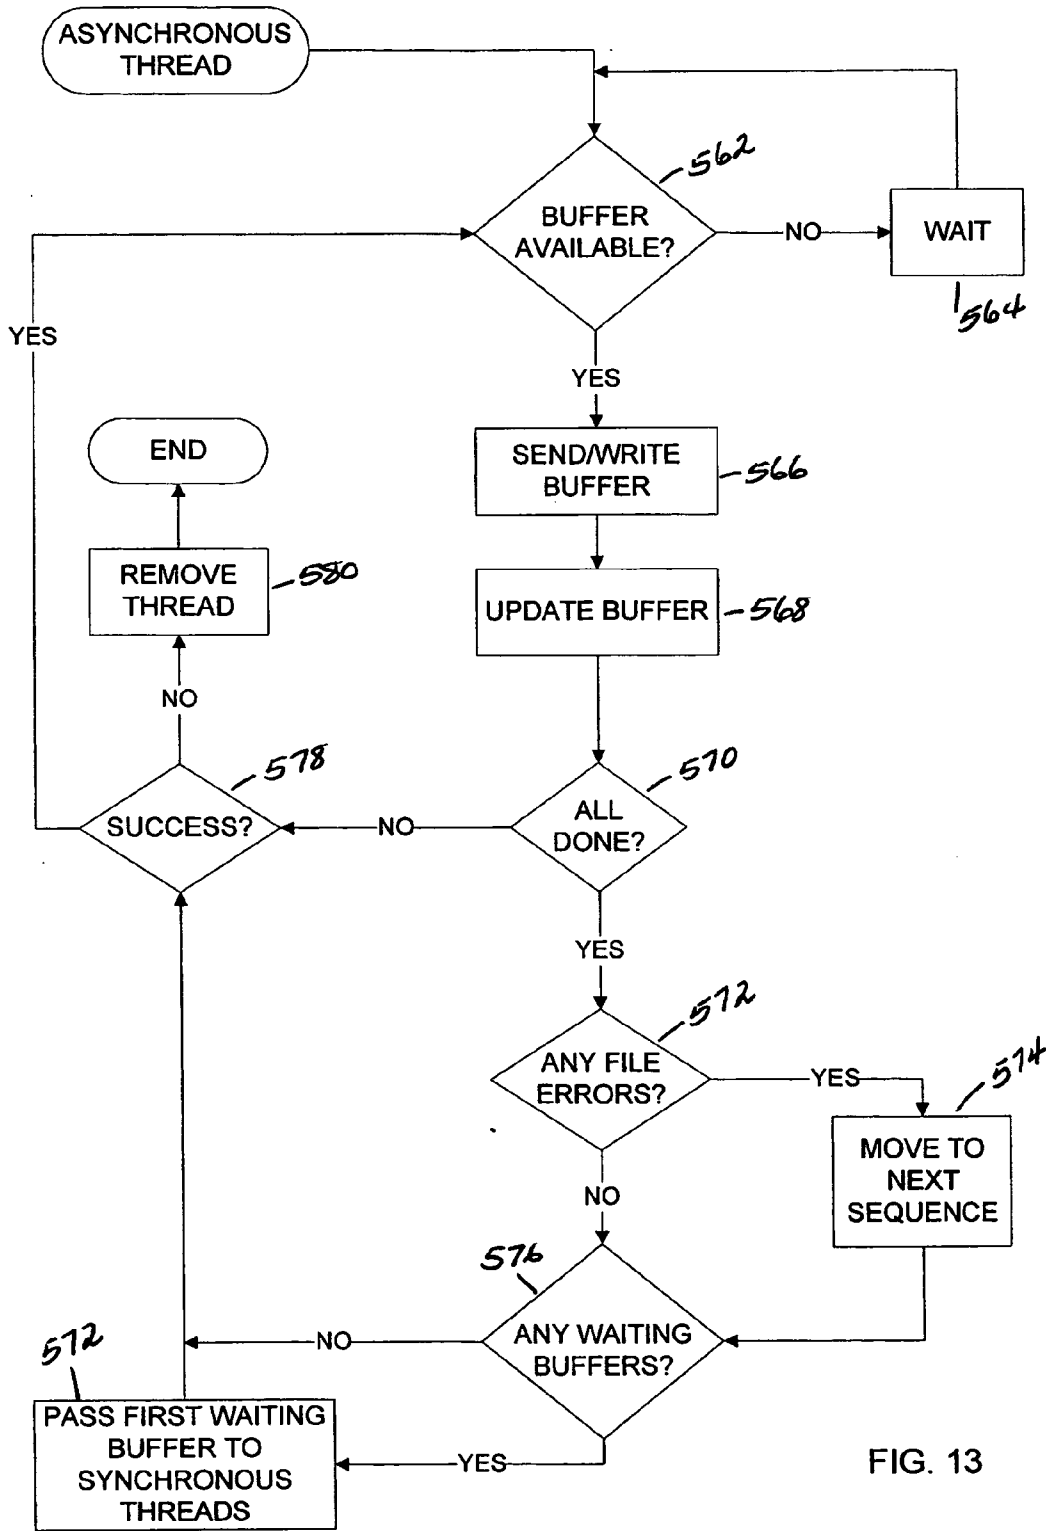 ASYNCHRONOUS
THREAD
562
BUFFER
AVAILABLE?
NO
WAIT
564
YES
YES
END
SEND/WRITE
BUFFER
566
REMOVE
THREAD
580
UPDATE BUFFER
568
NO
578
570
SUCCESS?
NO
ALL
DONE?
YES
572
ANY FILE
ERRORS?
YES
574
MOVE TO
NEXT
SEQUENCE
NO
576
ANY WAITING
BUFFERS?
NO
572
PASS FIRST WAITING
BUFFER TO
SYNCHRONOUS
THREADS
YES
FIG. 13